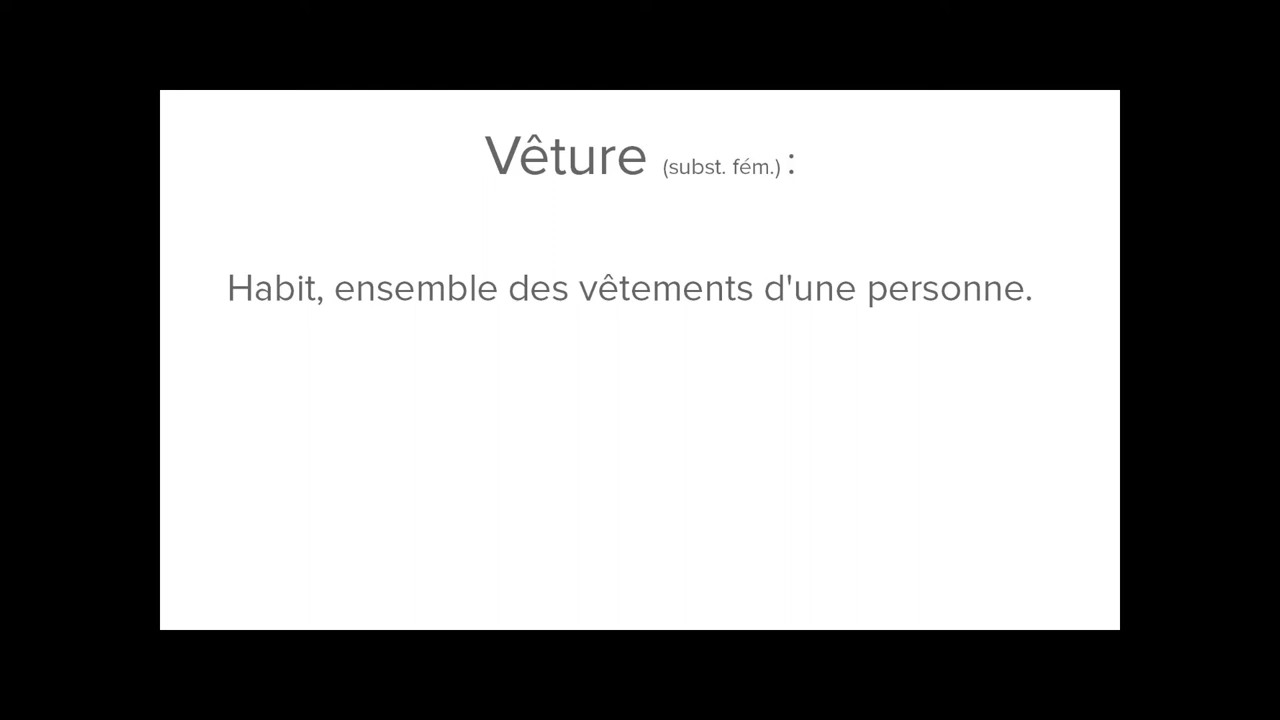 Vêture (subst. fém.) :
Habit, ensemble des vêtements d'une personne.